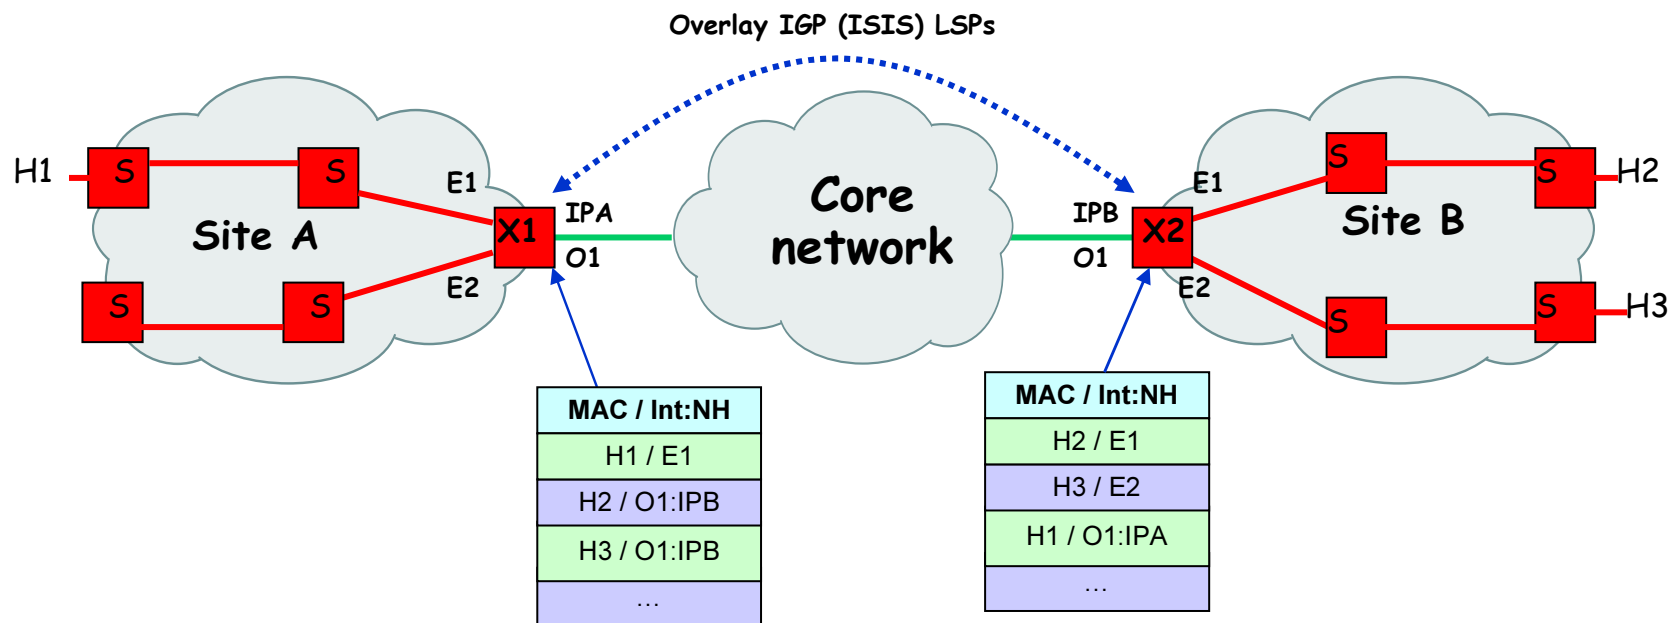 Overlay IGP (ISIS) LSPs
H1
S
S
E1
Site A
X1
IPA
O1
E2
S
S
Core
network
IPB
O1
X2
E1
E2
S
S
H2
Site B
S
S
H3
MAC / Int:NH
H1 / E1
H2 / O1:IPB
H3 / O1:IPB
...
MAC / Int:NH
H2 / E1
H3 / E2
H1 / O1:IPA
...